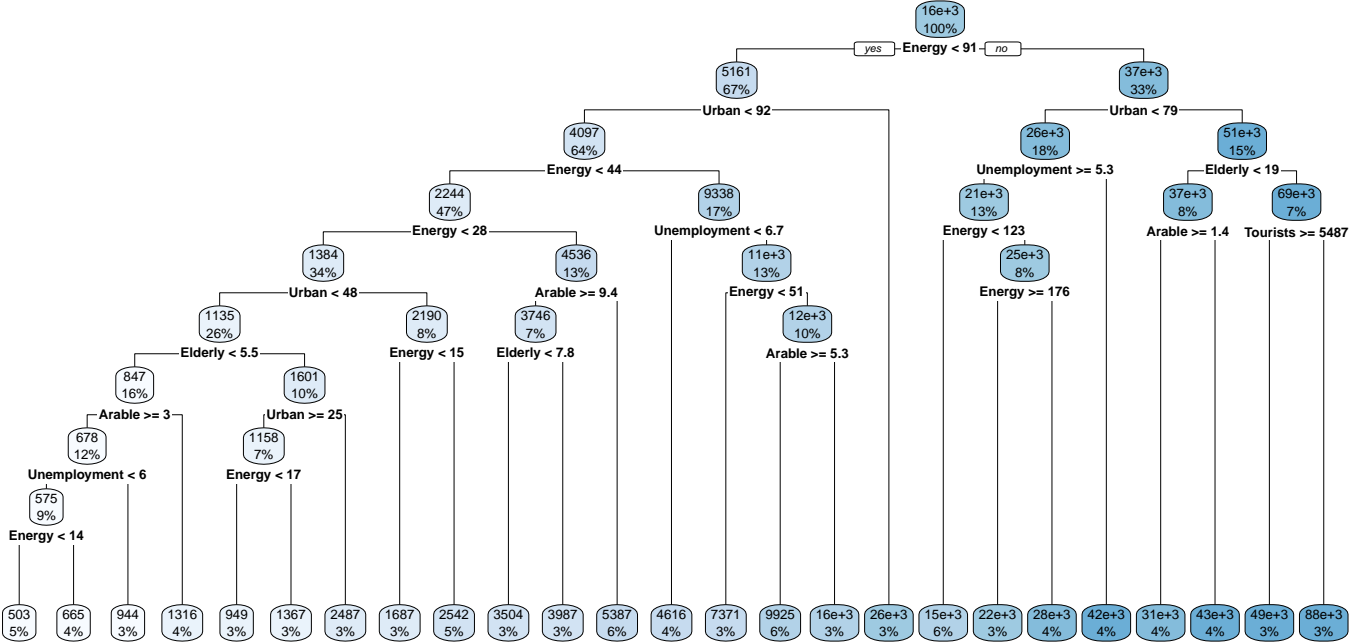 16e+3
100%
yes Energy < 91 no
5161
67%
37e+3
33%
Urban < 92
Urban < 79
4097
64%
26e+3
18%
51e+3
15%
Energy < 44
Unemployment >= 5.3
Elderly < 19
2244
47%
9338
17%
21e+3
13%
37e+3
8%
69e+3
7%
Energy < 28
Unemployment < 6.7
Energy < 123
Arable >= 1.4
Tourists >= 5487
1384
34%
4536
13%
11e+3
13%
25e+3
8%
Urban < 48
Arable >= 9.4
Energy < 51
Energy >= 176
1135
26%
2190
8%
3746
7%
12e+3
10%
Elderly < 5.5
Energy < 15
Elderly < 7.8
Arable >= 5.3
847
16%
1601
10%
Arable >= 3
Urban >= 25
678
12%
1158
7%
Unemployment < 6
Energy < 17
575
9%
Energy < 14
503
5%
665
4%
944
3%
1316
4%
949
3%
1367
3%
2487
3%
1687
3%
2542
5%
3504
3%
3987
3%
5387
6%
4616
4%
7371
3%
9925
6%
16e+3
3%
26e+3
3%
15e+3
6%
22e+3
3%
28e+3
4%
42e+3
4%
31e+3
4%
43e+3
4%
49e+3
3%
88e+3
3%